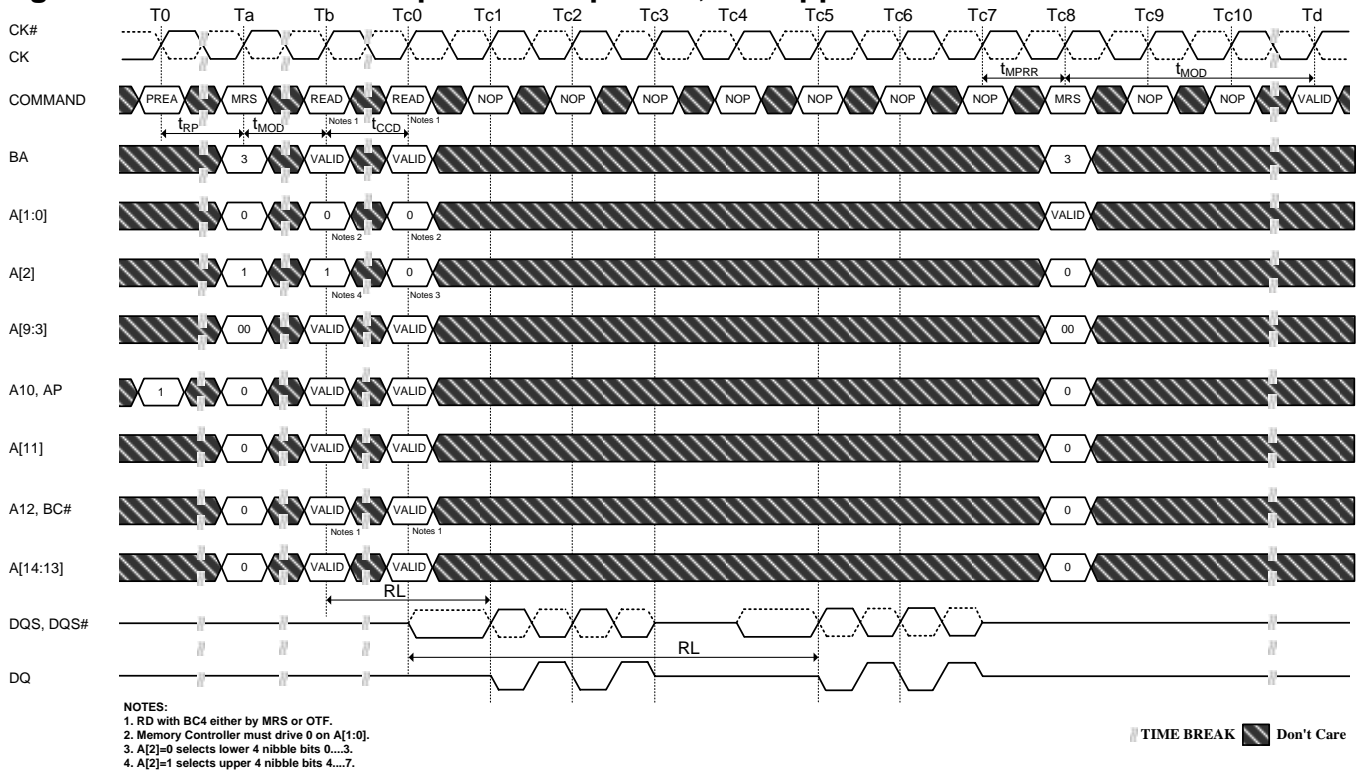 T0 Ta Tb Tc0 Tc1 Tc2 Tc3 Tc4 Tc5 Tc6 Tc7 Tc8 Tc9 Tc10 Td
CK#
CK
tMPRR tMOD
COMMAND PREA MRS READ READ NOP NOP NOP NOP NOP NOP NOP MRS NOP NOP VALID
Notes 1 Notes 1
tRP tMOD tCCD
BA 3 VALID VALID 3
A[1:0] 0 0 0 VALID
Notes 2 Notes 2
A[2] 1 1 0 0
Notes 4 Notes 3
A[9:3] 00 VALID VALID 00
A10, AP 1 0 VALID VALID 0
A[11] 0 VALID VALID 0
A12, BC# 0 VALID VALID 0
Notes 1 Notes 1
A[14:13] 0 VALID VALID 0
RL
DQS, DQS#
RL
DQ
NOTES:
1. RD with BC4 either by MRS or OTF.
2. Memory Controller must drive 0 on A[1:0].
3. A[2]=0 selects lower 4 nibble bits 0....3.
4. A[2]=1 selects upper 4 nibble bits 4....7.
TIME BREAK Don't Care